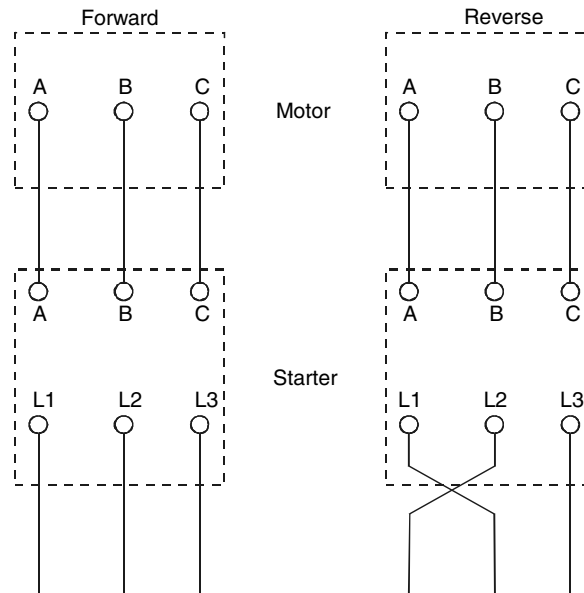 Forward Reverse
A B C A B C
Motor
A B C A B C
Starter
L1 L2 L3 L1 L2 L3